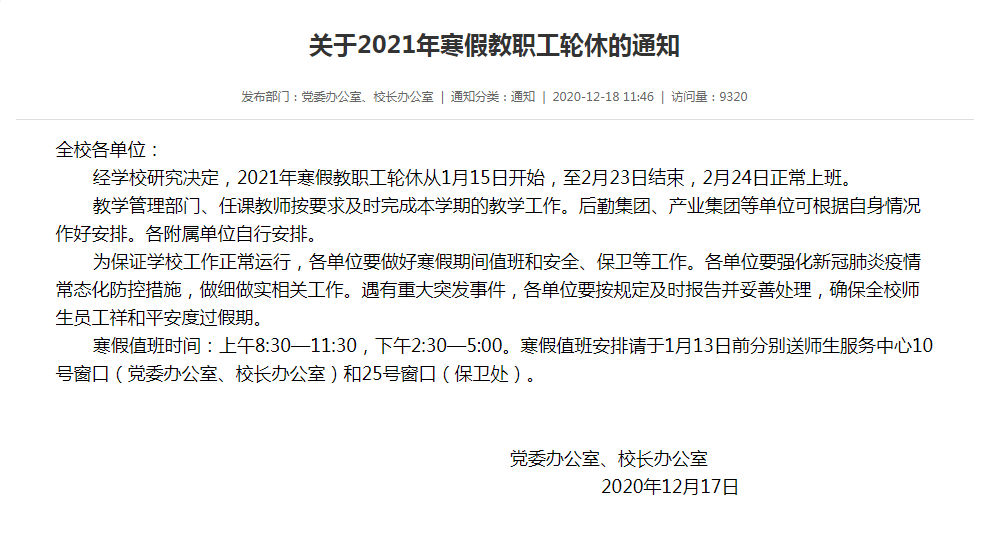 关于2021年寒假教职工轮休的通知
发布部门：党委办公室、校长办公室 | 通知分类：通知 | 2020-12-18 11:46 | 访问量：9320
全校各单位：
经学校研究决定，2021年寒假教职工轮休从1月15日开始，至2月23日结束，2月24日正常上班。
教学管理部门、任课教师按要求及时完成本学期的教学工作。后勤集团、产业集团等单位可根据自身情况
作好安排。各附属单位自行安排。
为保证学校工作正常运行，各单位要做好寒假期间值班和安全、保卫等工作。各单位要强化新冠肺炎疫情
常态化防控措施，做细做实相关工作。遇有重大突发事件，各单位要按规定及时报告并妥善处理，确保全校师
生员工祥和平安度过假期。
寒假值班时间：上午8:30—11:30，下午2:30—5:00。寒假值班安排请于1月13日前分别送师生服务中心10
号窗口（党委办公室、校长办公室）和25号窗口（保卫处）。
党委办公室、校长办公室
2020年12月17日